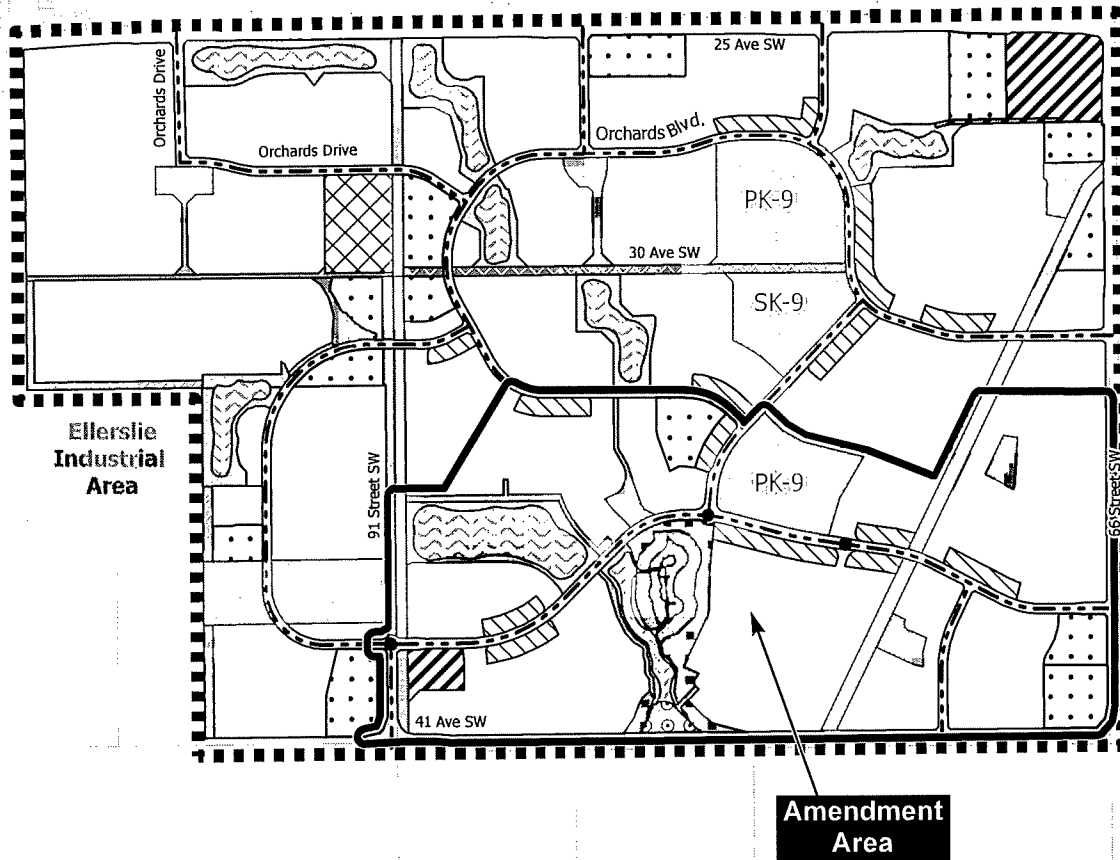 25 Ave SW
Orchards Drive
Orchards Blvd.
Orchards Drive
PK-9
30 Ave SW
SK-9
Ellerslie
Industrial
Area
91 Street SW
PK-9
66 Street SW
41 Ave SW
Amendment
Area